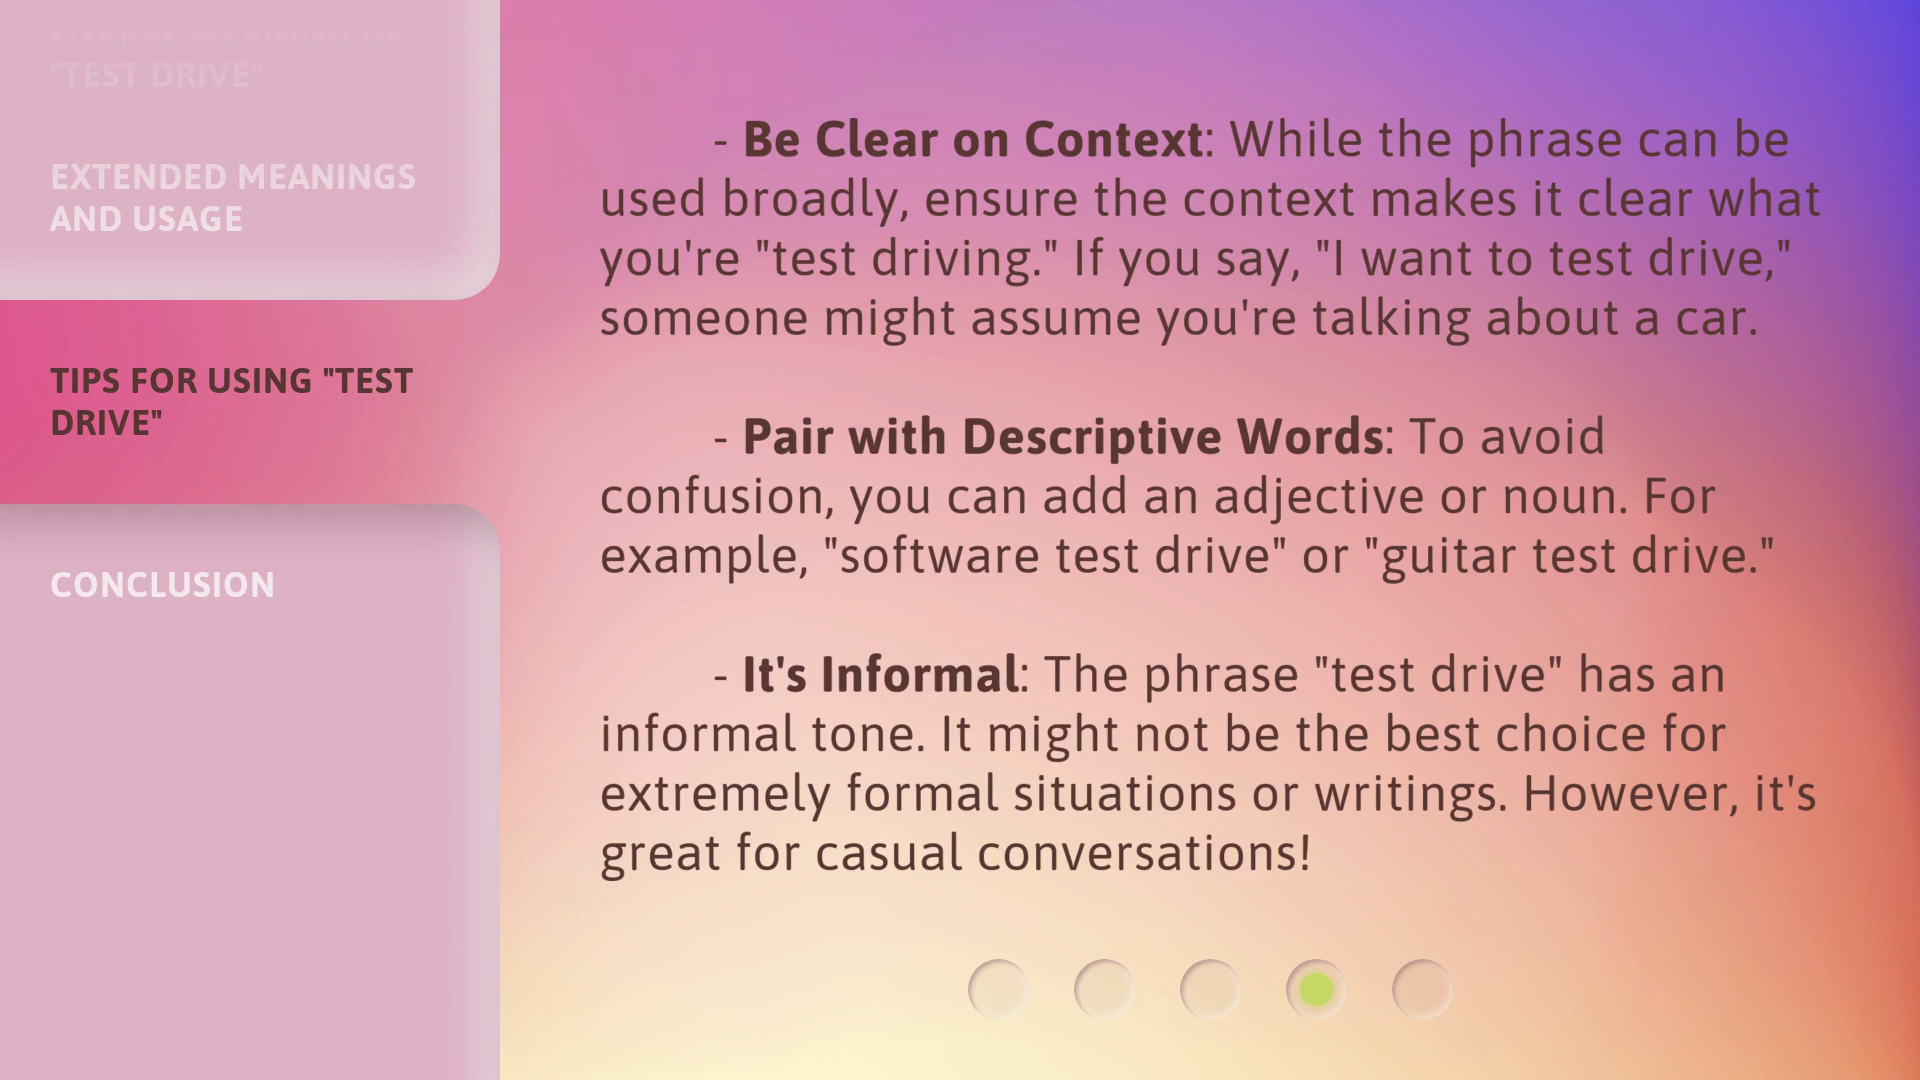 LITERAL MEANING OF
"TEST DRIVE"
EXTENDED MEANINGS
AND USAGE
TIPS FOR USING "TEST
DRIVE"
CONCLUSION
- Be Clear on Context: While the phrase can be
used broadly, ensure the context makes it clear what
you're "test driving." If you say, "I want to test drive,"
someone might assume you're talking about a car.
- Pair with Descriptive Words: To avoid
confusion, you can add an adjective or noun. For
example, "software test drive" or "guitar test drive."
- It's Informal: The phrase "test drive" has an
informal tone. It might not be the best choice for
extremely formal situations or writings. However, it's
great for casual conversations!